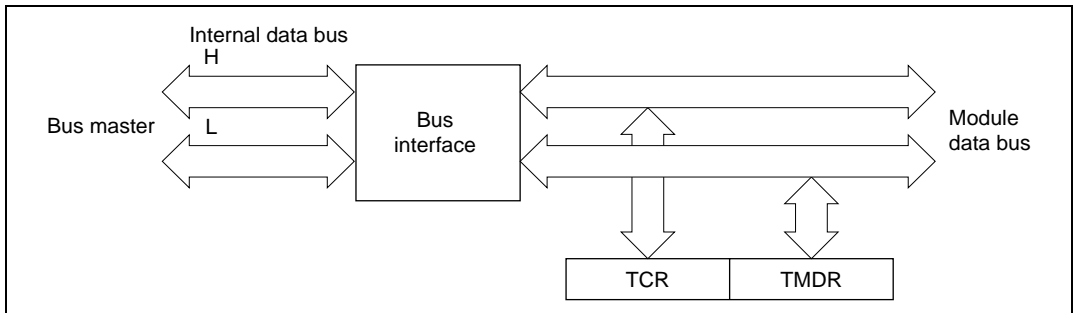 Internal data bus
H
Bus master
L
Bus
interface
Module
data bus
TCR
TMDR